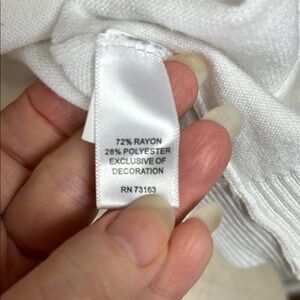 72% RAYON
28% POLYESTER
EXCLUSIVE OF
DECORATION
RN 73163